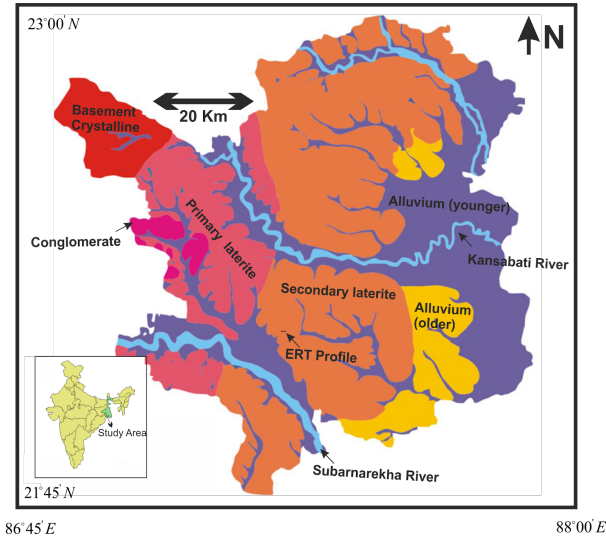 23°00' N
N
Basement
Crystalline
20 Km
Alluvium (younger)
Primary laterite
Conglomerate
Kansabati River
Secondary laterite
Alluvium
(older)
ERT Profile
Study Area
Subarnarekha River
21°45' N
86°45' E
88°00' E